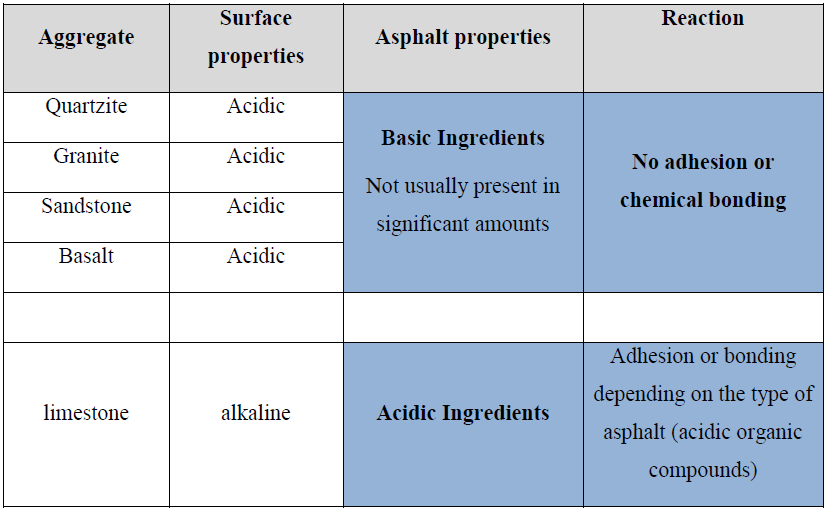 Aggregate
Surface
properties
Asphalt properties
Reaction
Quartzite
Acidic
Granite
Acidic
Sandstone
Acidic
Basalt
Acidic
Basic Ingredients
Not usually present in
significant amounts
No adhesion or
chemical bonding
limestone
alkaline
Acidic Ingredients
Adhesion or bonding
depending on the type of
asphalt (acidic organic
compounds)